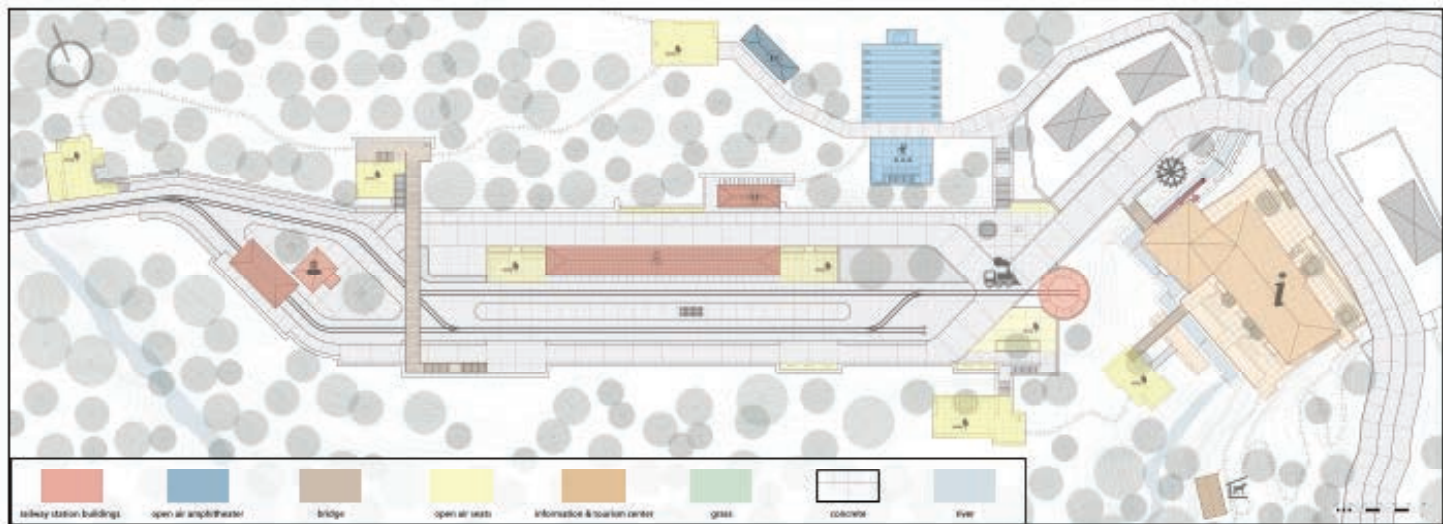 i
railway station buildings
open air amphitheater
bridge
open air seats
information & tourism center
grass
concrete
river